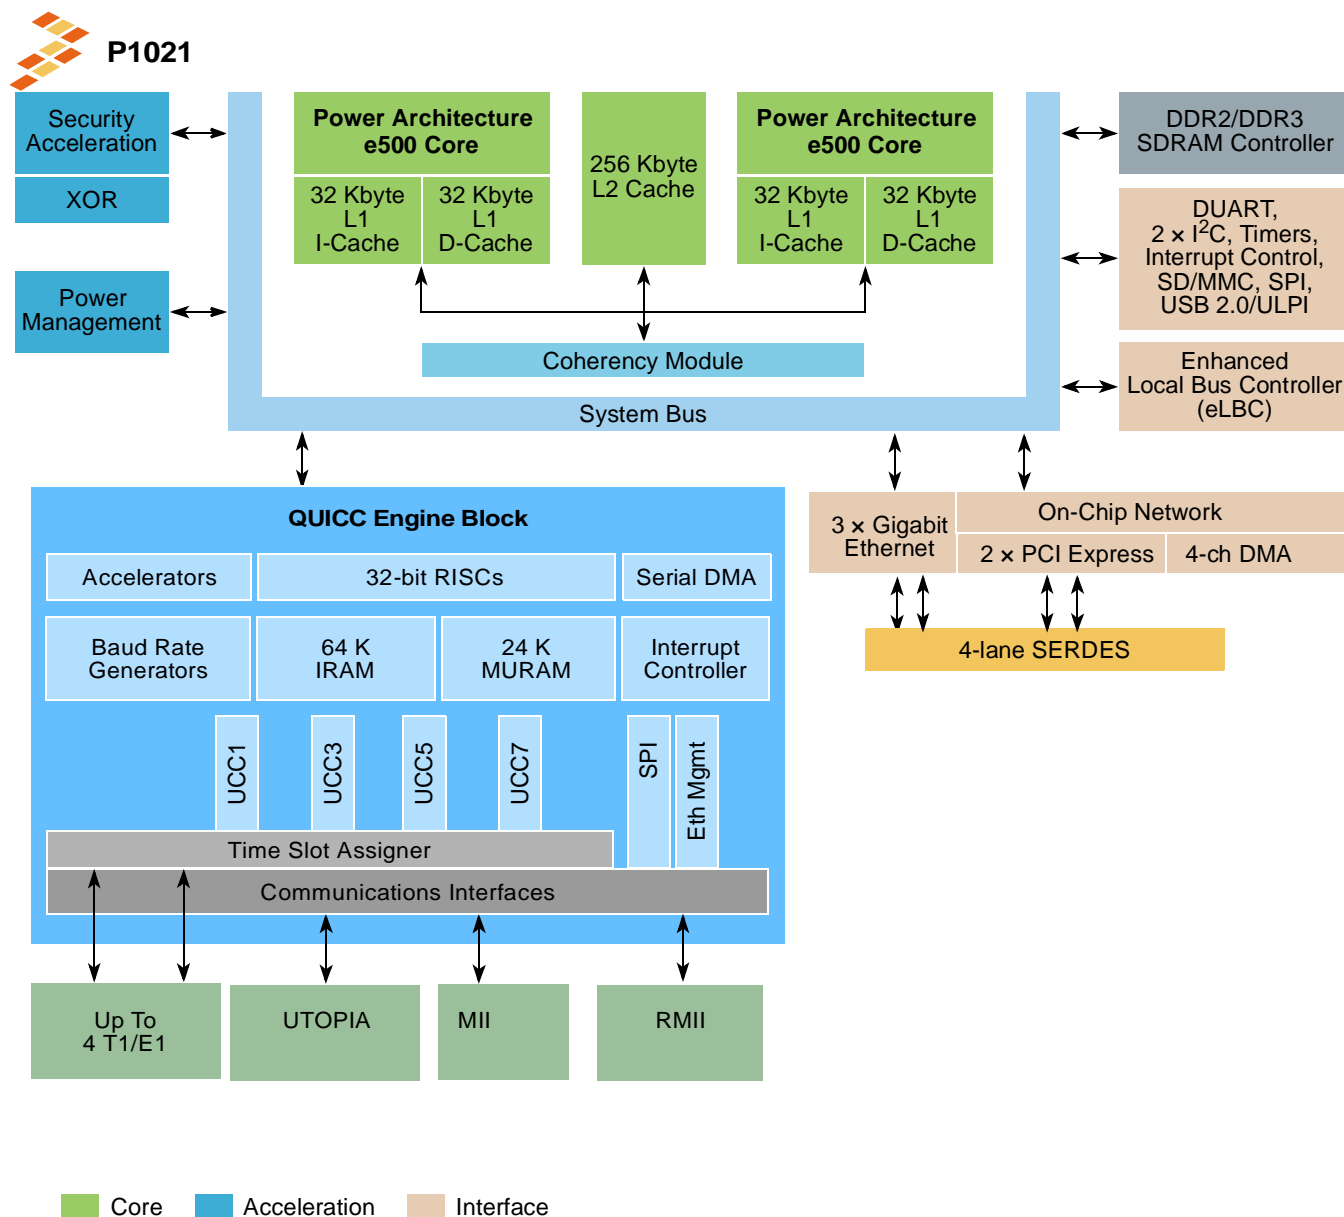 P1021
Security
Acceleration
XOR
Power
Management
Power Architecture
e500 Core
32 Kbyte
L1
I-Cache
32 Kbyte
L1
D-Cache
256 Kbyte
L2 Cache
Power Architecture
e500 Core
32 Kbyte
L1
I-Cache
32 Kbyte
L1
D-Cache
Coherency Module
System Bus
DDR2/DDR3
SDRAM Controller
DUART,
2 × I²C, Timers,
Interrupt Control,
SD/MMC, SPI,
USB 2.0/ULPI
Enhanced
Local Bus Controller
(eLBC)
QUICC Engine Block
Accelerators
32-bit RISCs
Serial DMA
Baud Rate
Generators
64 K
IRAM
24 K
MURAM
Interrupt
Controller
UCC1
UCC3
UCC5
UCC7
SPI
Eth Mgmt
Time Slot Assigner
Communications Interfaces
3 × Gigabit
Ethernet
On-Chip Network
2 × PCI Express
4-ch DMA
4-lane SERDES
Up To
4 T1/E1
UTOPIA
MII
RMII
Core
Acceleration
Interface